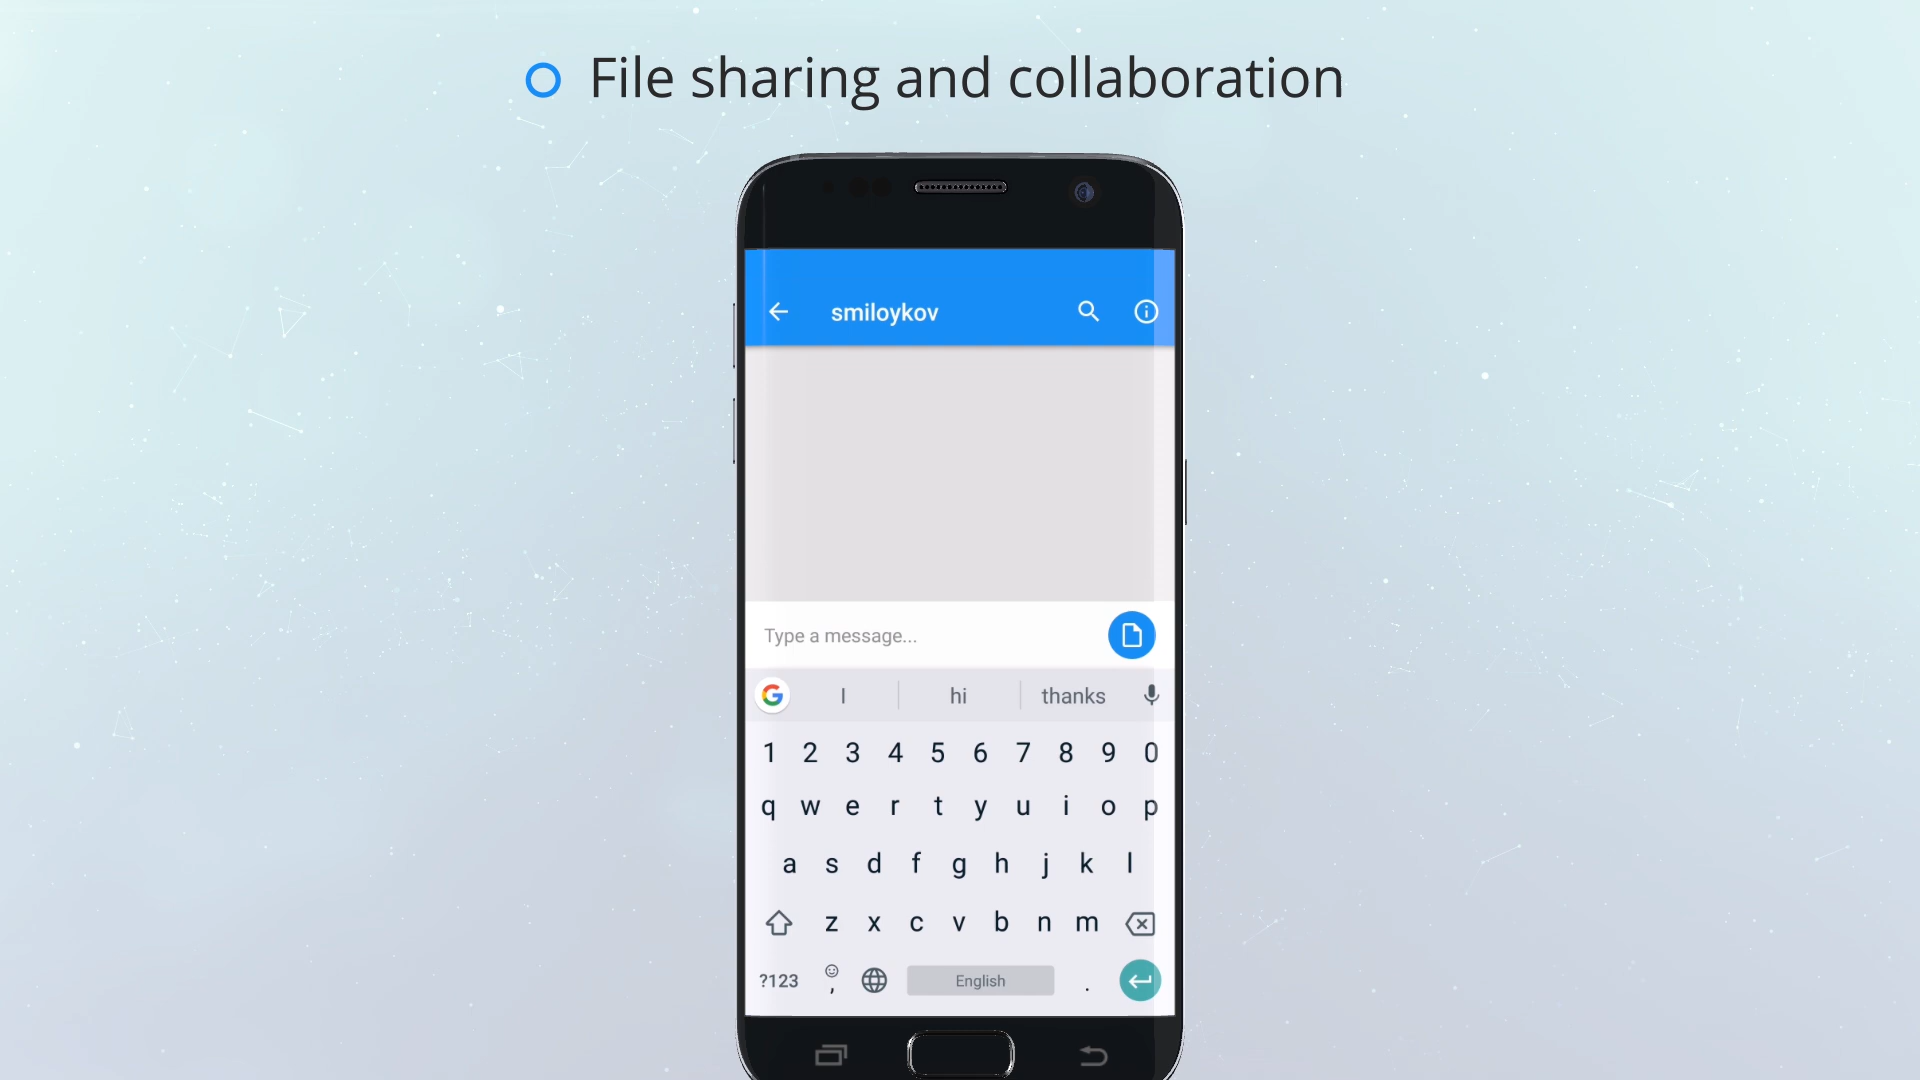 File sharing and collaboration
smiloykov
Type a message...
G I hi thanks
1 2 3 4 5 6 7 8 9 0
q w e r t y u i o p
a s d f g h j k l
z x c v b n m
?123 , English .